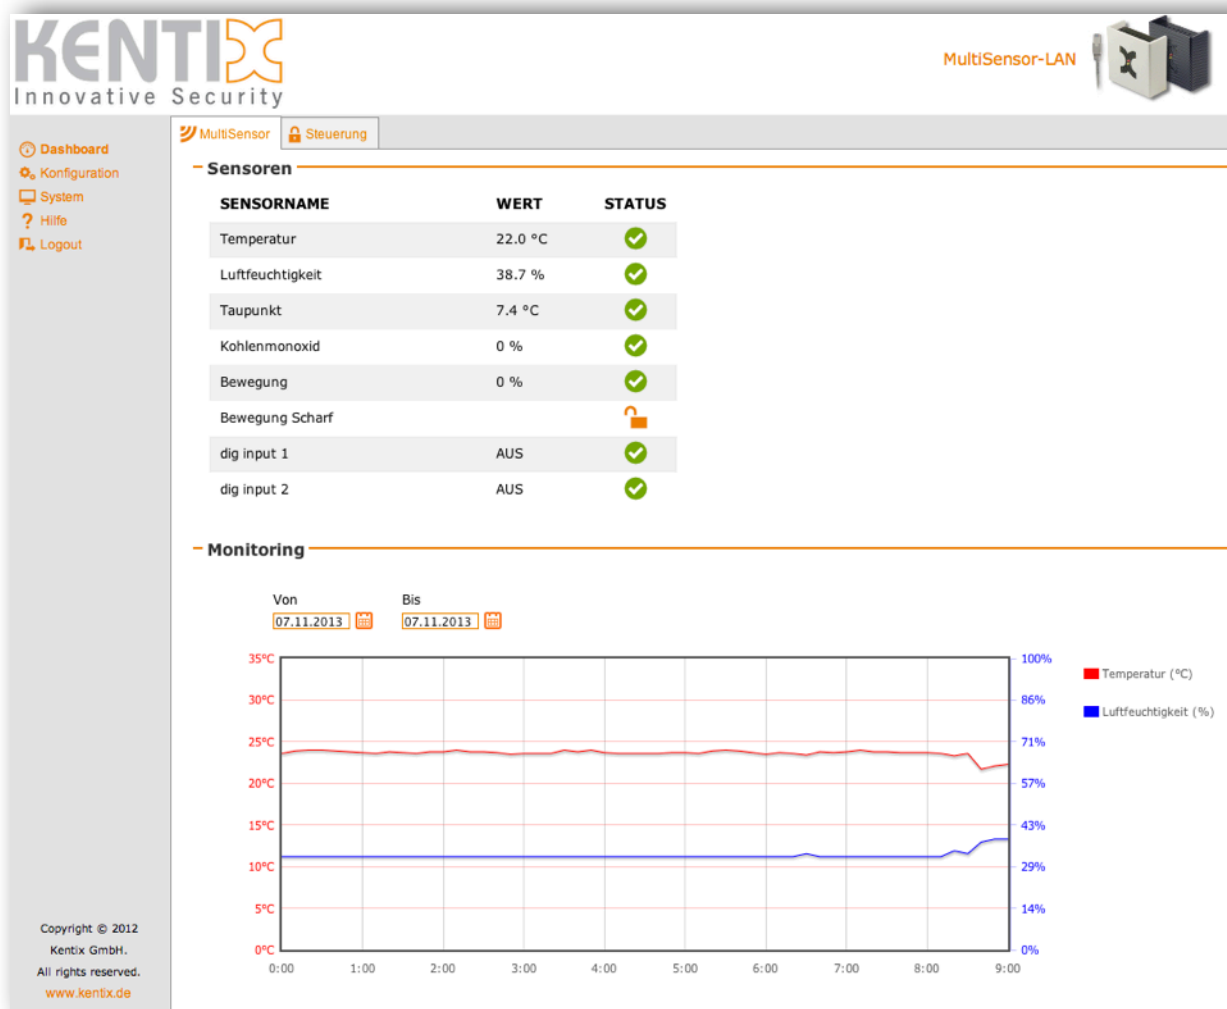 KENTIX
Innovative Security
MultiSensor-LAN
MultiSensor
Steuerung
Dashboard
Konfiguration
System
Hilfe
Logout
Sensoren
SENSORNAME WERT STATUS
Temperatur 22.0 °C
Luftfeuchtigkeit 38.7 %
Taupunkt 7.4 °C
Kohlenmonoxid 0 %
Bewegung 0 %
Bewegung Scharf
dig input 1 AUS
dig input 2 AUS
Monitoring
Von Bis
07.11.2013 07.11.2013
35°C 100%
30°C 86%
25°C 71%
20°C 57%
15°C 43%
10°C 29%
5°C 14%
0°C 0%
0:00 1:00 2:00 3:00 4:00 5:00 6:00 7:00 8:00 9:00
Temperatur (°C)
Luftfeuchtigkeit (%)
Copyright © 2012
Kentix GmbH.
All rights reserved.
www.kentix.de